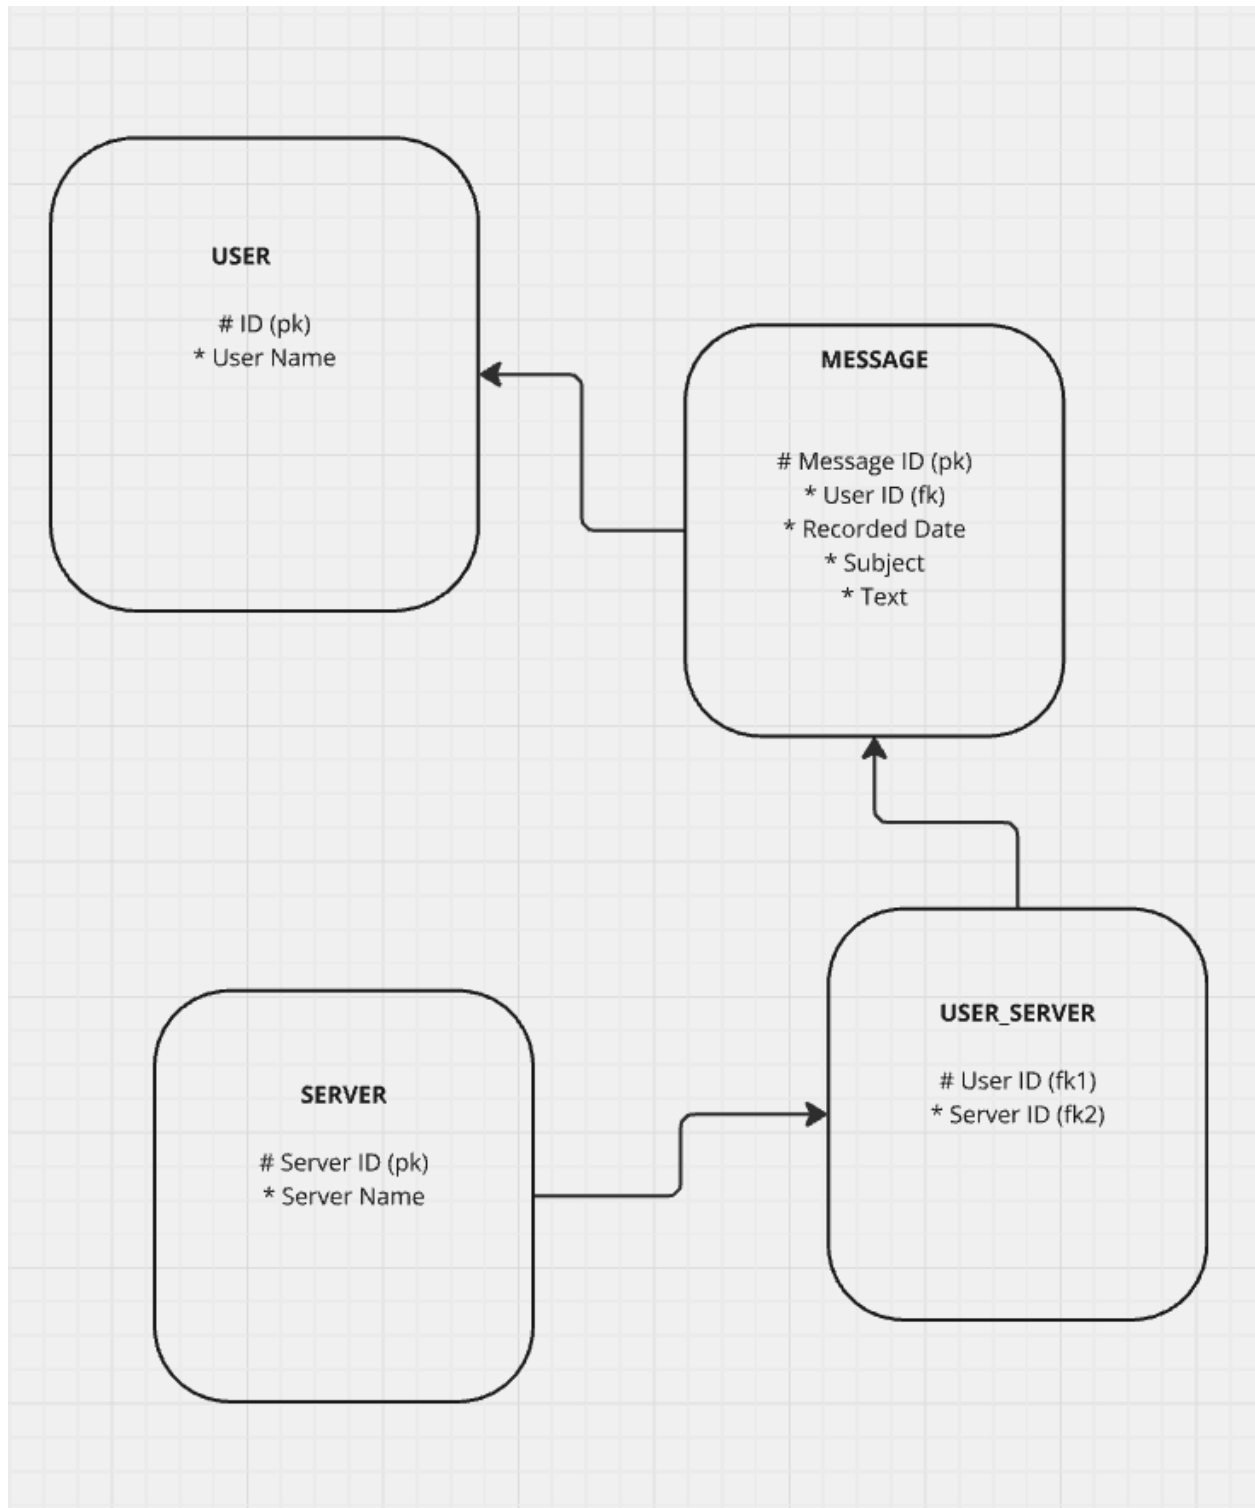 USER
# ID (pk)
* User Name
MESSAGE
# Message ID (pk)
* User ID (fk)
* Recorded Date
* Subject
* Text
SERVER
# Server ID (pk)
* Server Name
USER_SERVER
# User ID (fk1)
* Server ID (fk2)